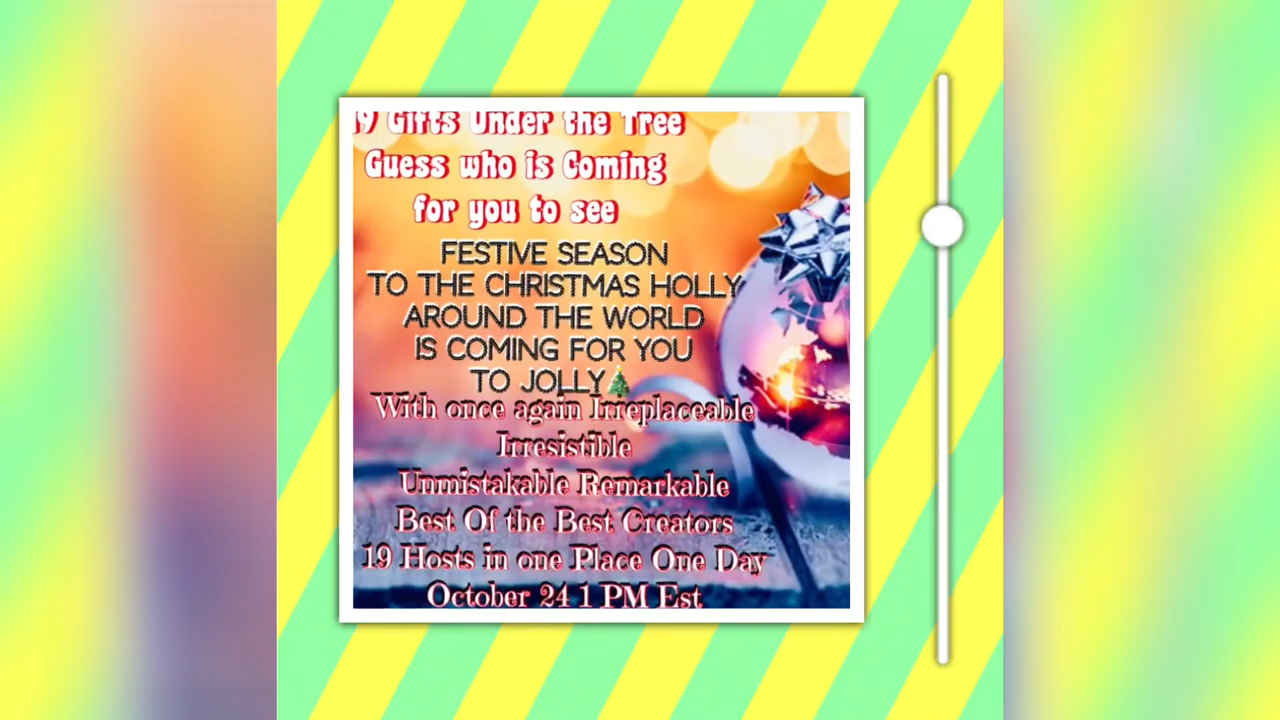 19 Gifts Under the Tree
Guess who is Coming
for you to see
FESTIVE SEASON
TO THE CHRISTMAS HOLLY
AROUND THE WORLD
IS COMING FOR YOU
TO JOLLY🎄
With once again Irreplaceable
Irresistible
Unmistakable Remarkable
Best Of the Best Creators
19 Hosts in one Place One Day
October 24 1 PM Est